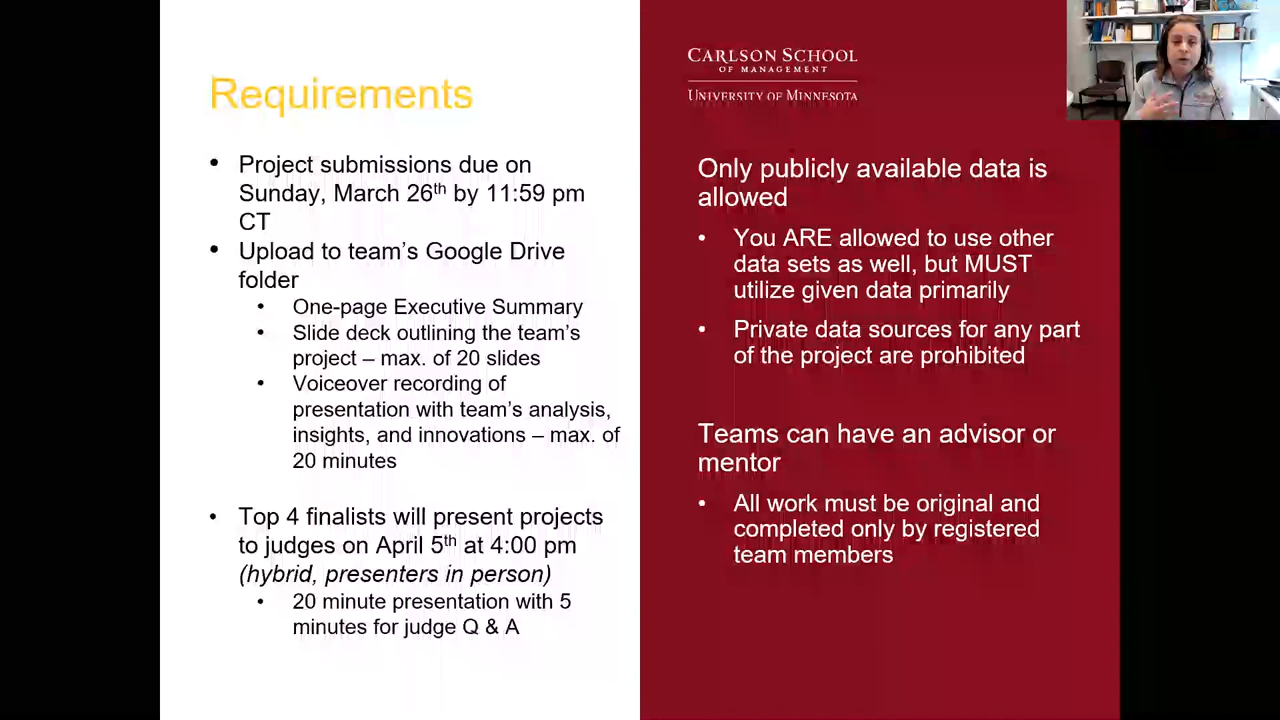 Requirements
• Project submissions due on
Sunday, March 26th by 11:59 pm
CT
• Upload to team's Google Drive
folder
• One-page Executive Summary
• Slide deck outlining the team's
project – max. of 20 slides
• Voiceover recording of
presentation with team's analysis,
insights, and innovations – max. of
20 minutes
• Top 4 finalists will present projects
to judges on April 5th at 4:00 pm
(hybrid, presenters in person)
• 20 minute presentation with 5
minutes for judge Q & A
CARLSON SCHOOL
OF MANAGEMENT
UNIVERSITY OF MINNESOTA
Only publicly available data is
allowed
• You ARE allowed to use other
data sets as well, but MUST
utilize given data primarily
• Private data sources for any part
of the project are prohibited
Teams can have an advisor or
mentor
• All work must be original and
completed only by registered
team members